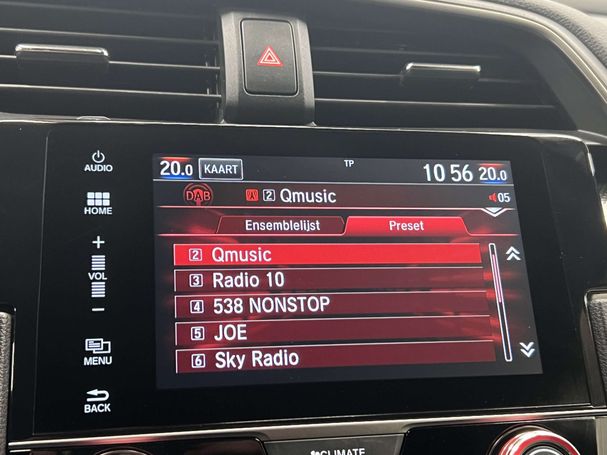 AUDIO
HOME
VOL
MENU
BACK
20.0 KAART TP 10 56 20.0
DAB 2 Qmusic 05
Ensemblelijst Preset
2 Qmusic
3 Radio 10
4 538 NONSTOP
5 JOE
6 Sky Radio
CLIMATE